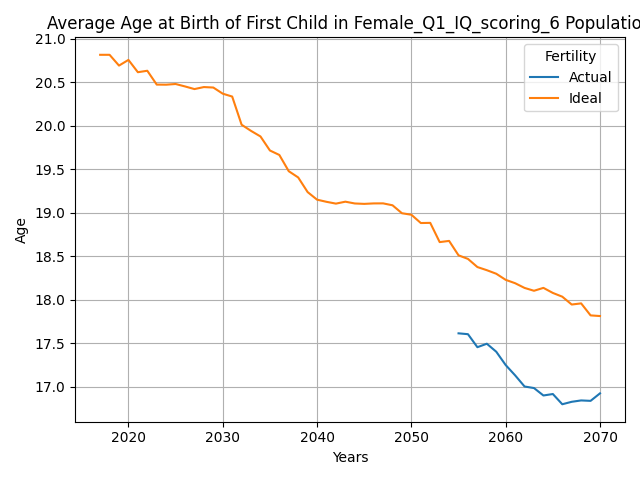 Average Age at Birth of First Child in Female_Q1_IQ_scoring_6 Populatio
21.0
20.5
20.0
19.5
19.0
18.5
18.0
17.5
17.0
Age
Fertility
Actual
Ideal
2020 2030 2040 2050 2060 2070
Years